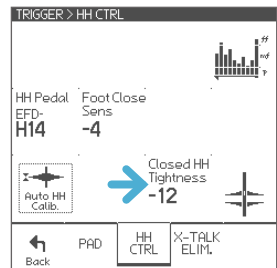 TRIGGER > HH CTRL
ff
mf
p
HH Pedal
EFD-
H14
Foot Close
Sens
-4
Auto HH
Calib.
Closed HH
Tightness
-12
Back
PAD
HH
CTRL
X-TALK
ELIM.